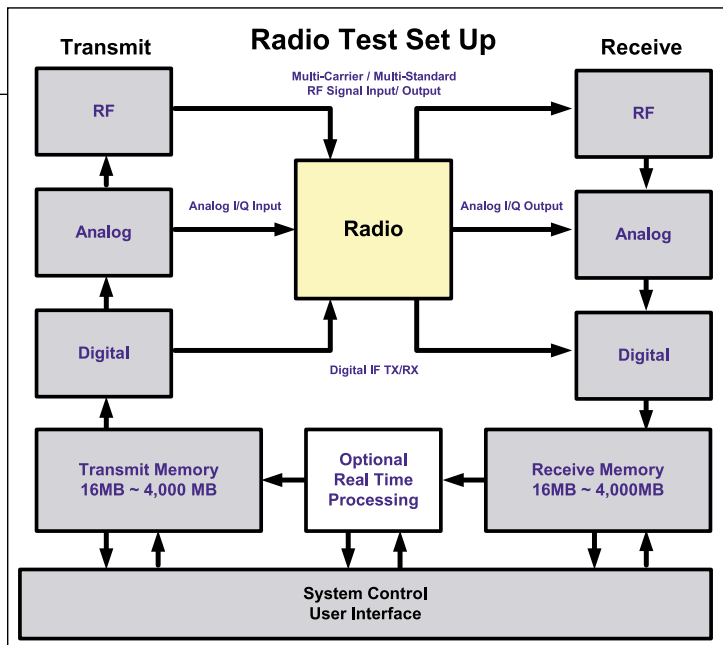 Transmit
Radio Test Set Up
Receive
Multi-Carrier / Multi-Standard
RF Signal Input/ Output
RF
RF
Analog I/Q Input
Analog I/Q Output
Analog
Radio
Analog
Digital
Digital
Digital IF TX/RX
Transmit Memory
16MB ~ 4,000 MB
Optional
Real Time
Processing
Receive Memory
16MB ~ 4,000MB
System Control
User Interface